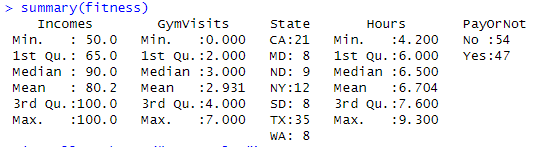 > summary(fitness)
Incomes GymVisits State Hours PayOrNot
Min. : 50.0 Min. :0.000 CA:21 Min. :4.200 No :54
1st Qu.: 65.0 1st Qu.:2.000 MD: 8 1st Qu.:6.000 Yes:47
Median : 90.0 Median :3.000 ND: 9 Median :6.500
Mean : 80.2 Mean :2.931 NY:12 Mean :6.704
3rd Qu.:100.0 3rd Qu.:4.000 SD: 8 3rd Qu.:7.600
Max. :100.0 Max. :7.000 TX:35 Max. :9.300
WA: 8